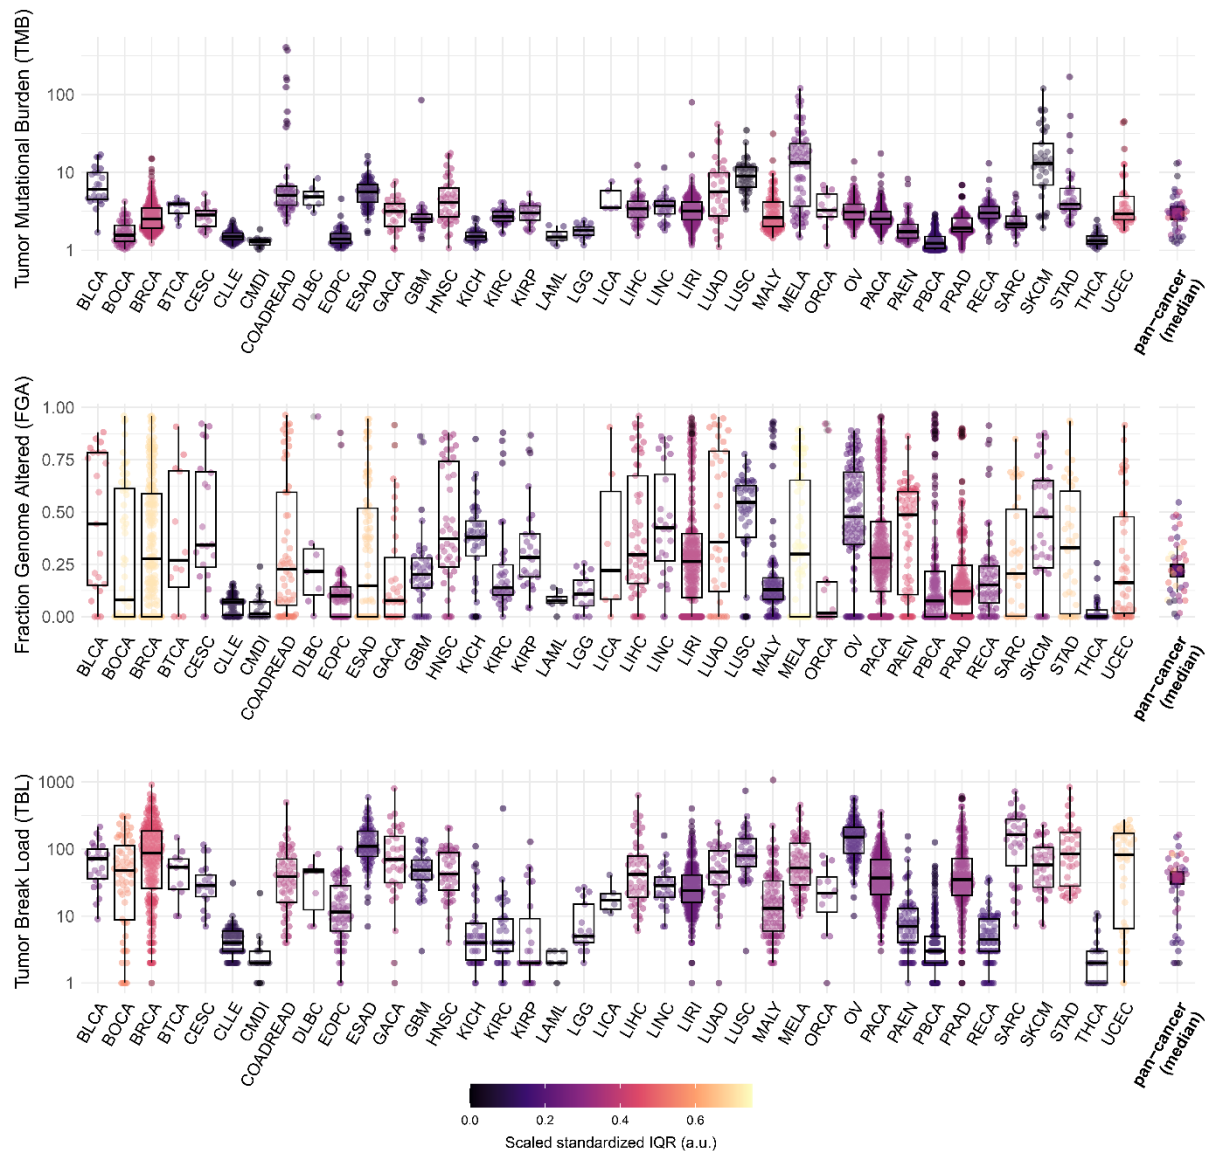 Tumor Mutational Burden (TMB)
100
10
1
BLCA BOCA BRCA BTCA CESC CLLE CMDI COADREAD DLBC EOPC ESAD GACA GBM HNSC KICH KIRC KIRP LAML LGG LICA LIHC LINC LIRI LUAD LUSC MALY MELA ORCA OV PACA PAEN PBCA PRAD RECA SARC SKCM STAD THCA UCEC
pan−cancer
(median)
Fraction Genome Altered (FGA)
1.00
0.75
0.50
0.25
0.00
BLCA BOCA BRCA BTCA CESC CLLE CMDI COADREAD DLBC EOPC ESAD GACA GBM HNSC KICH KIRC KIRP LAML LGG LICA LIHC LINC LIRI LUAD LUSC MALY MELA ORCA OV PACA PAEN PBCA PRAD RECA SARC SKCM STAD THCA UCEC
pan−cancer
(median)
Tumor Break Load (TBL)
1000
100
10
1
BLCA BOCA BRCA BTCA CESC CLLE CMDI COADREAD DLBC EOPC ESAD GACA GBM HNSC KICH KIRC KIRP LAML LGG LICA LIHC LINC LIRI LUAD LUSC MALY MELA ORCA OV PACA PAEN PBCA PRAD RECA SARC SKCM STAD THCA UCEC
pan−cancer
(median)
0.0 0.2 0.4 0.6
Scaled standardized IQR (a.u.)